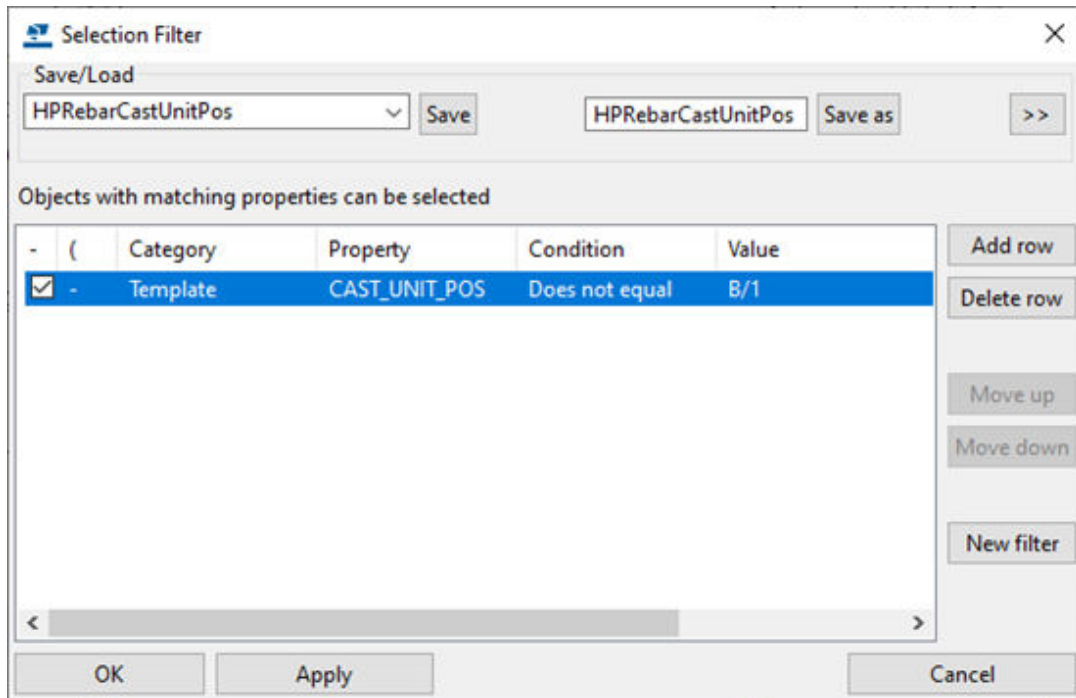 Selection Filter
Save/Load
HPRebarCastUnitPos Save HPRebarCastUnitPos Save as >>
Objects with matching properties can be selected
- ( Category Property Condition Value
- Template CAST_UNIT_POS Does not equal B/1
Add row
Delete row
Move up
Move down
New filter
OK Apply Cancel